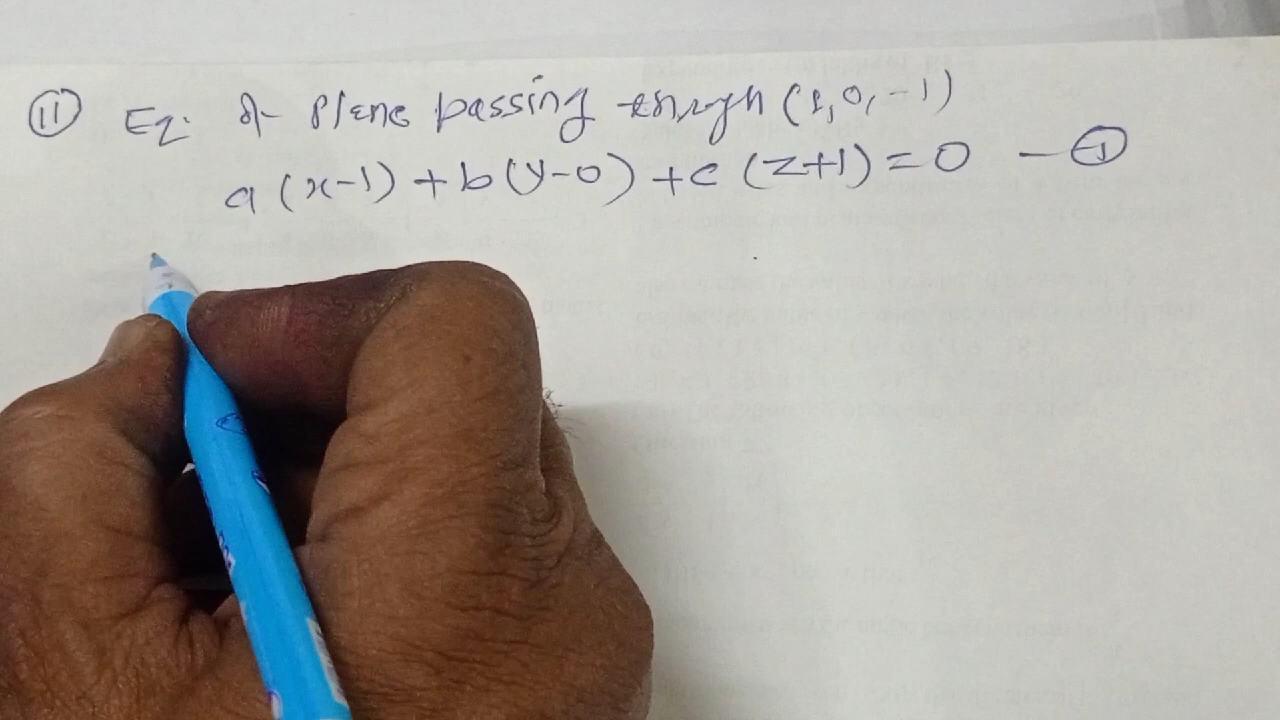 ⑪ Eq. of Plane passing through (1, 0, -1)
a (x-1) + b (y-0) + c (z+1) = 0 - ①